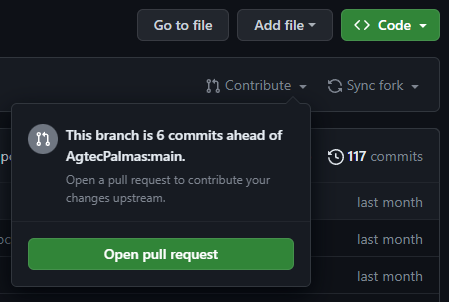 Go to file
Add file
Code
Contribute
Sync fork
This branch is 6 commits ahead of
AgtecPalmas:main.
Open a pull request to contribute your
changes upstream.
Open pull request
117 commits
last month
last month
last month